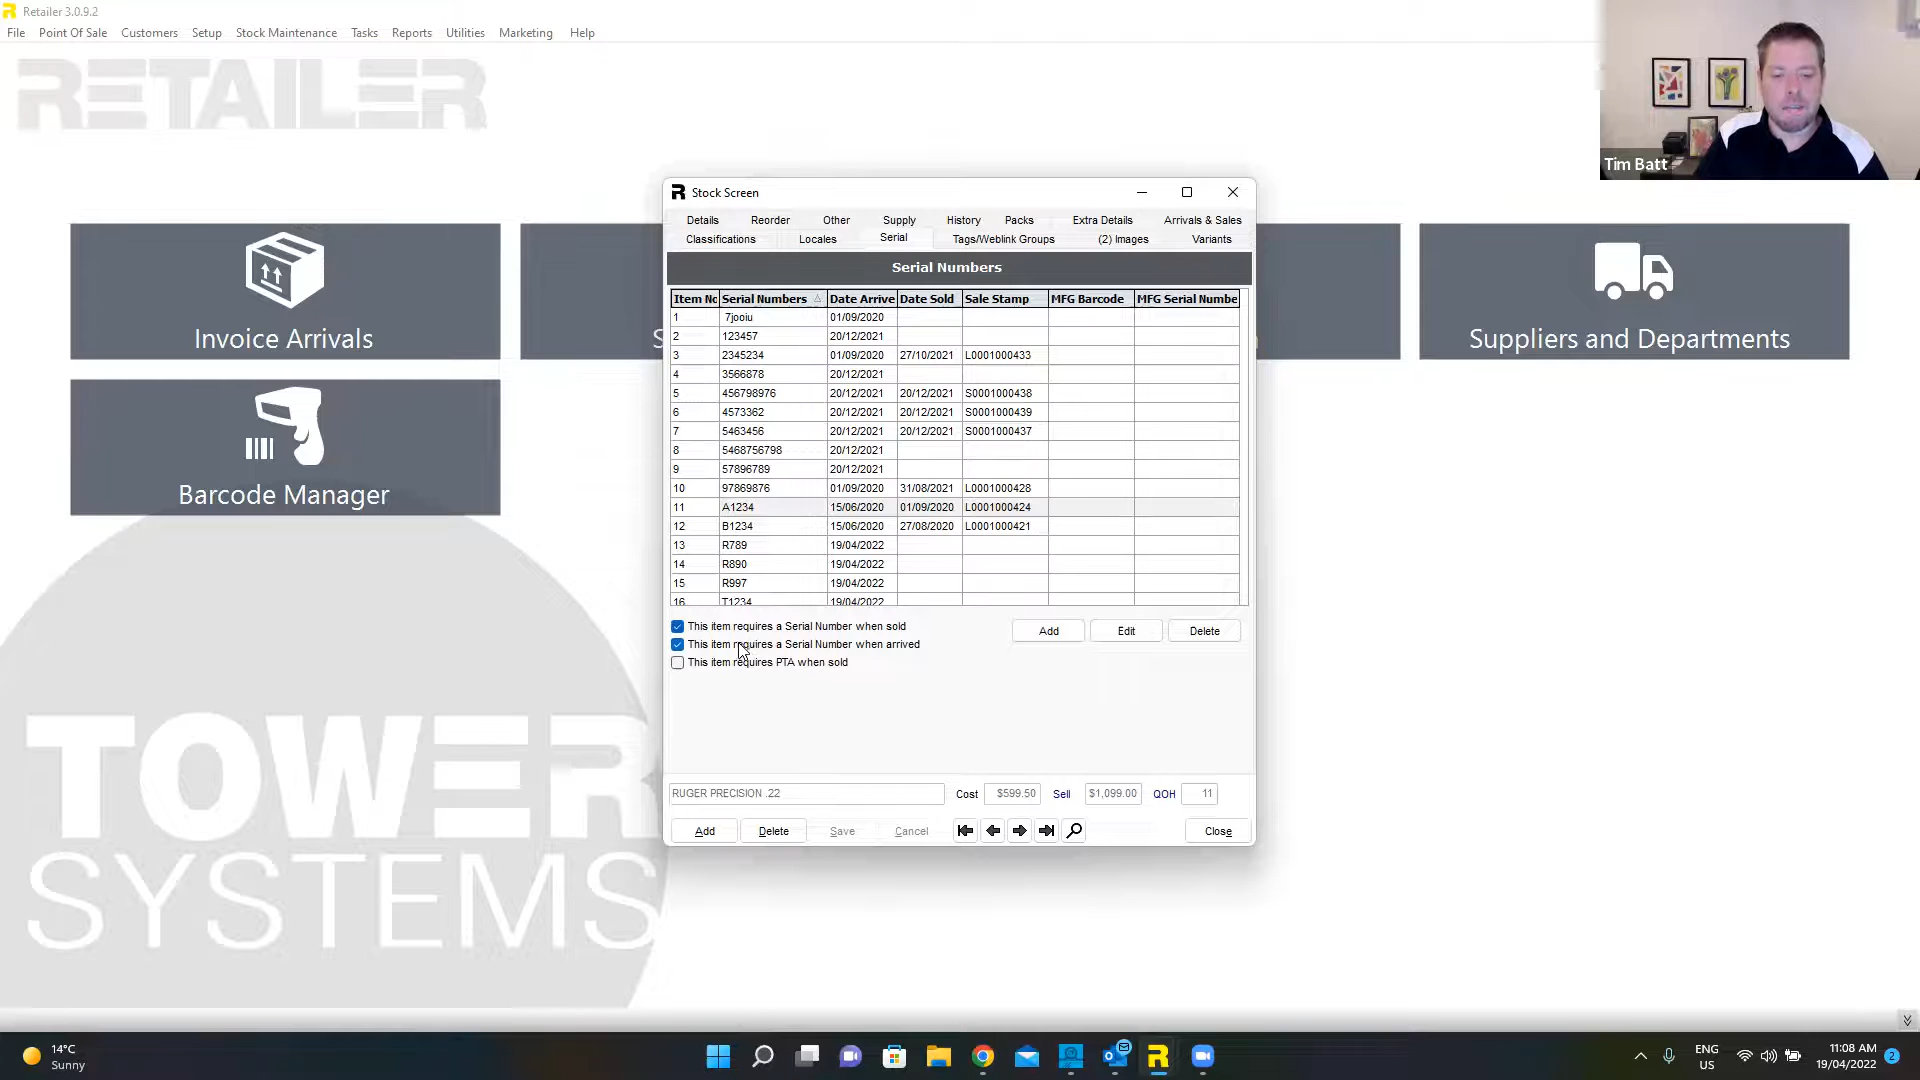 Retailer 3.0.9.2
File Point Of Sale Customers Setup Stock Maintenance Tasks Reports Utilities Marketing Help
RETAILER
Tim Batt
Invoice Arrivals
S
Suppliers and Departments
Barcode Manager
TOWER
SYSTEMS
Stock Screen
Details Reorder Other Supply History Packs Extra Details Arrivals & Sales
Classifications Locales Serial Tags/Weblink Groups (2) Images Variants
Serial Numbers
Item No Serial Numbers Date Arrive Date Sold Sale Stamp MFG Barcode MFG Serial Numbe
1 7jooiu 01/09/2020
2 123457 20/12/2021
3 2345234 01/09/2020 27/10/2021 L0001000433
4 3566878 20/12/2021
5 456798976 20/12/2021 20/12/2021 S0001000438
6 4573362 20/12/2021 20/12/2021 S0001000439
7 5463456 20/12/2021 20/12/2021 S0001000437
8 5468756798 20/12/2021
9 57896789 20/12/2021
10 97869876 01/09/2020 31/08/2021 L0001000428
11 A1234 15/06/2020 01/09/2020 L0001000424
12 B1234 15/06/2020 27/08/2020 L0001000421
13 R789 19/04/2022
14 R890 19/04/2022
15 R997 19/04/2022
16 T1234 19/04/2022
This item requires a Serial Number when sold
This item requires a Serial Number when arrived
This item requires PTA when sold
Add Edit Delete
RUGER PRECISION .22 Cost $599.50 Sell $1,099.00 QOH 11
Add Delete Save Cancel Close
14°C
Sunny
ENG
US
11:08 AM
19/04/2022
2